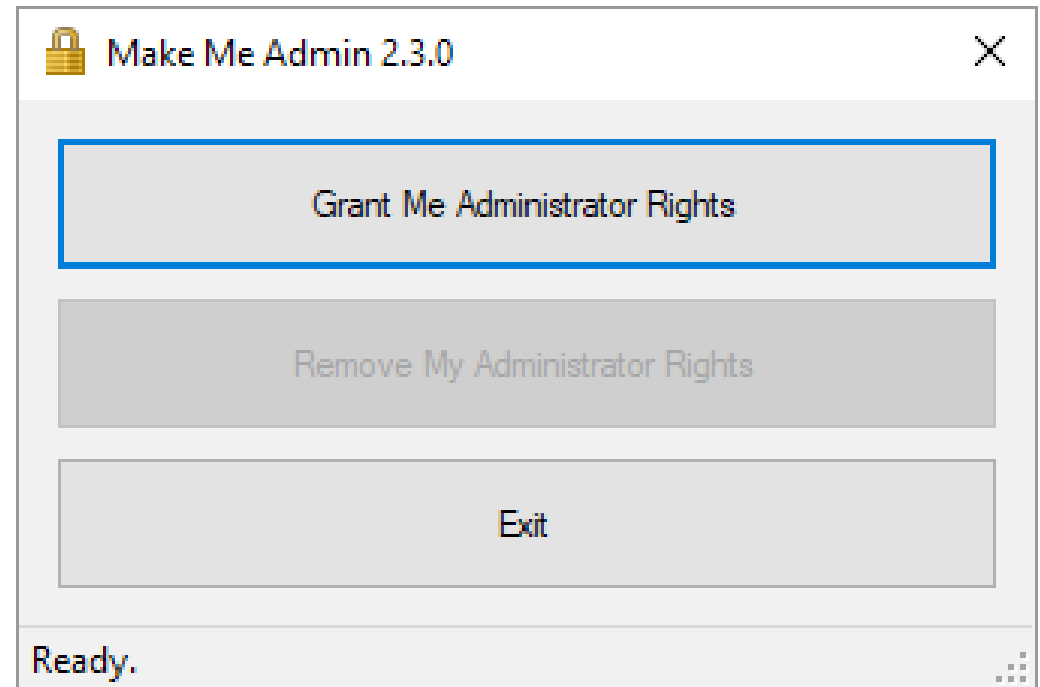 Make Me Admin 2.3.0
Grant Me Administrator Rights
Remove My Administrator Rights
Exit
Ready.